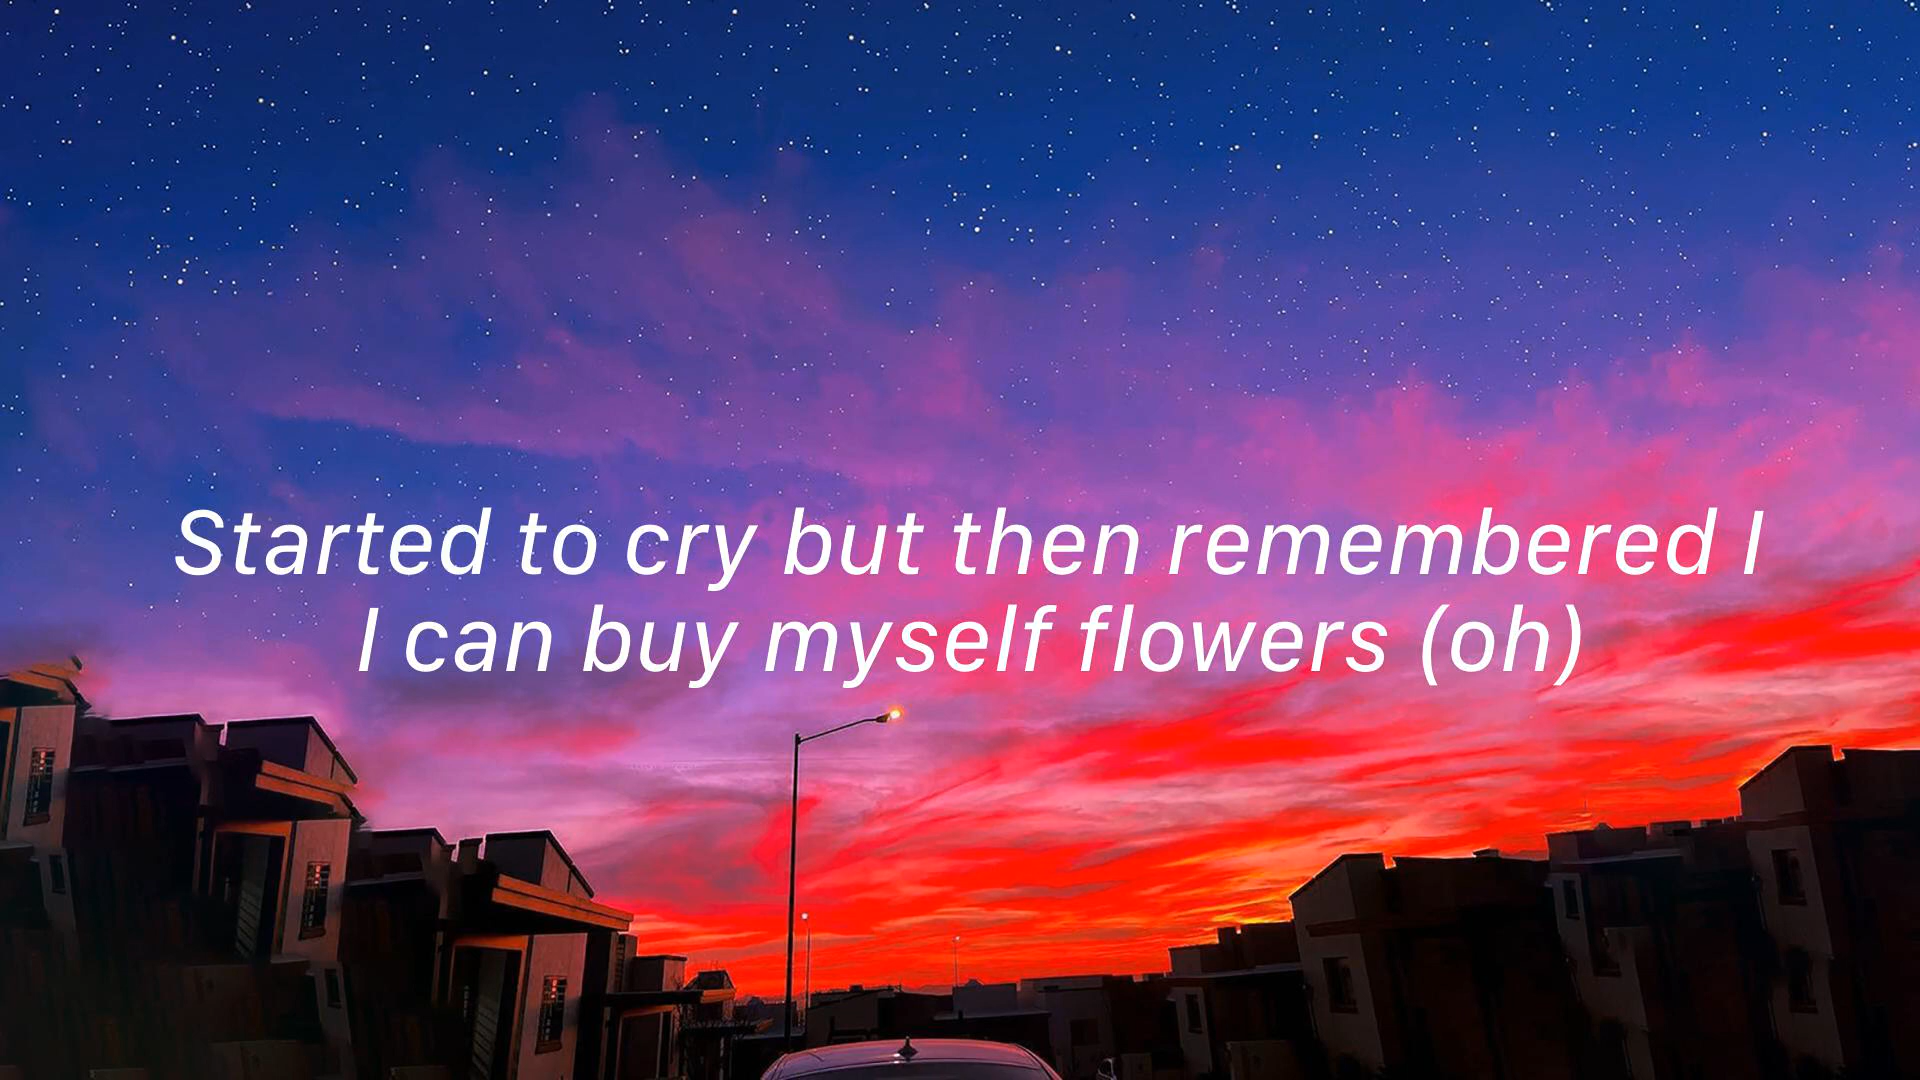 Started to cry but then remembered I
I can buy myself flowers (oh)